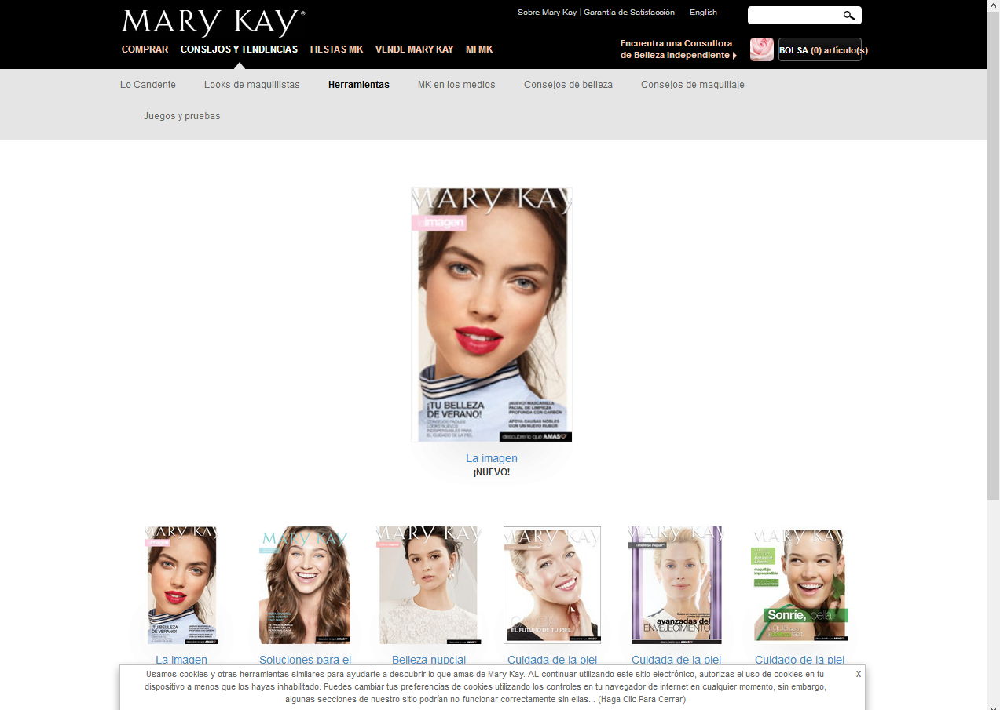 MARY KAY®
Sobre Mary Kay | Garantía de Satisfacción English
COMPRAR CONSEJOS Y TENDENCIAS FIESTAS MK VENDE MARY KAY MI MK
Encuentra una Consultora
de Belleza Independiente
BOLSA (0) artículo(s)
Lo Candente Looks de maquillistas Herramientas MK en los medios Consejos de belleza Consejos de maquillaje
Juegos y pruebas
MARY KAY
imagen
¡TU BELLEZA
DE VERANO!
CONSEJOS FÁCILES
LOOKS NUEVOS
INDISPENSABLES PARA
EL CUIDADO DE LA PIEL
¡NUEVO! MASCARILLA
FACIAL DE LIMPIEZA
PROFUNDA CON CARBÓN
APOYA CAUSAS NOBLES
CON UN NUEVO RUBOR
descubre lo que AMAS
La imagen
¡NUEVO!
MARY KAY
imagen
¡TU BELLEZA
DE VERANO!
MARY KAY
MARY KAY
MARY KAY
EL FUTURO DE TU PIEL
MARY KAY
TimeWise Repair
avanzadas del
ENVEJECIMIENTO
MARY KAY
Sonríe, bella
La imagen
Soluciones para el
Belleza nupcial
Cuidada de la piel
Cuidada de la piel
Cuidado de la piel
Usamos cookies y otras herramientas similares para ayudarte a descubrir lo que amas de Mary Kay. AL continuar utilizando este sitio electrónico, autorizas el uso de cookies en tu X
dispositivo a menos que los hayas inhabilitado. Puedes cambiar tus preferencias de cookies utilizando los controles en tu navegador de internet en cualquier momento, sin embargo,
algunas secciones de nuestro sitio podrían no funcionar correctamente sin ellas... (Haga Clic Para Cerrar)